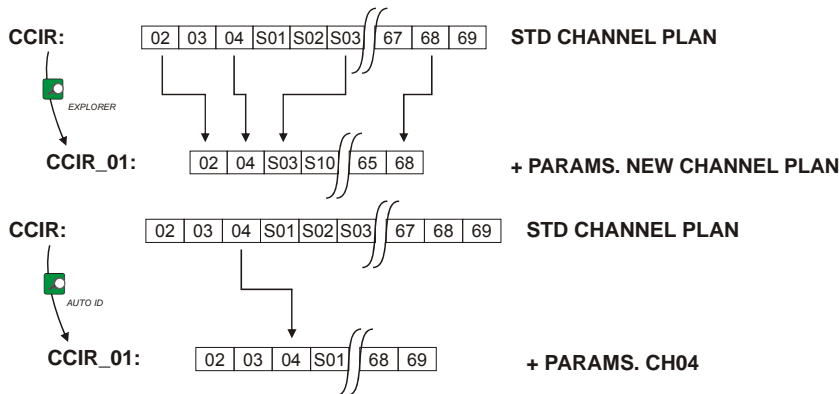 CCIR: 02 03 04 S01 S02 S03 67 68 69 STD CHANNEL PLAN
EXPLORER
CCIR_01: 02 04 S03 S10 65 68 + PARAMS. NEW CHANNEL PLAN
CCIR: 02 03 04 S01 S02 S03 67 68 69 STD CHANNEL PLAN
AUTO ID
CCIR_01: 02 03 04 S01 68 69 + PARAMS. CH04